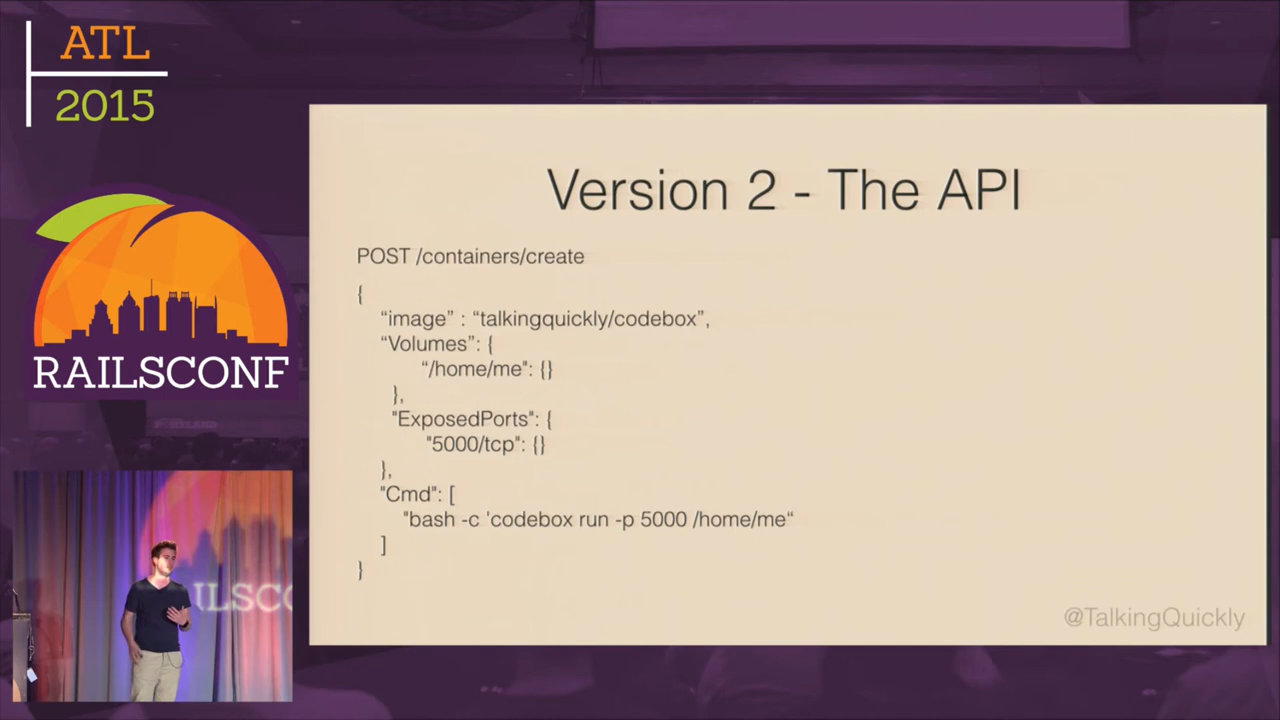 ATL
2015
RAILSCONF
Version 2 - The API
POST /containers/create
{
“image” : “talkingquickly/codebox”,
“Volumes”: {
“/home/me": {}
},
"ExposedPorts": {
"5000/tcp": {}
},
"Cmd": [
"bash -c 'codebox run -p 5000 /home/me“
]
}
@TalkingQuickly
ILSCO